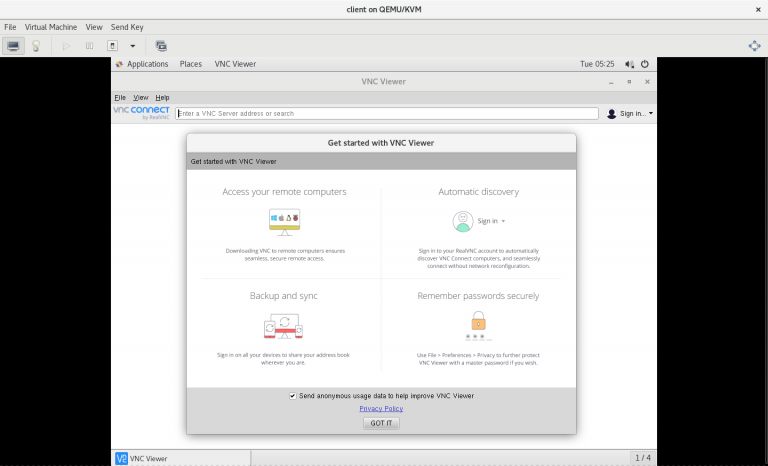 client on QEMU/KVM
File Virtual Machine View Send Key
Applications Places VNC Viewer Tue 05:25
VNC Viewer
File View Help
VNC CONNECT
by RealVNC
Enter a VNC Server address or search
Sign in...
Get started with VNC Viewer
Get started with VNC Viewer
Access your remote computers
Downloading VNC to remote computers ensures
seamless, secure remote access.
Automatic discovery
Sign in
Sign in to your RealVNC account to automatically
discover VNC Connect computers, and seamlessly
connect without network reconfiguration.
Backup and sync
Sign in on all your devices to share your address book
wherever you are.
Remember passwords securely
Use File > Preferences > Privacy to further protect
VNC Viewer with a master password if you wish.
Send anonymous usage data to help improve VNC Viewer
Privacy Policy
GOT IT
VNC Viewer
1 / 4